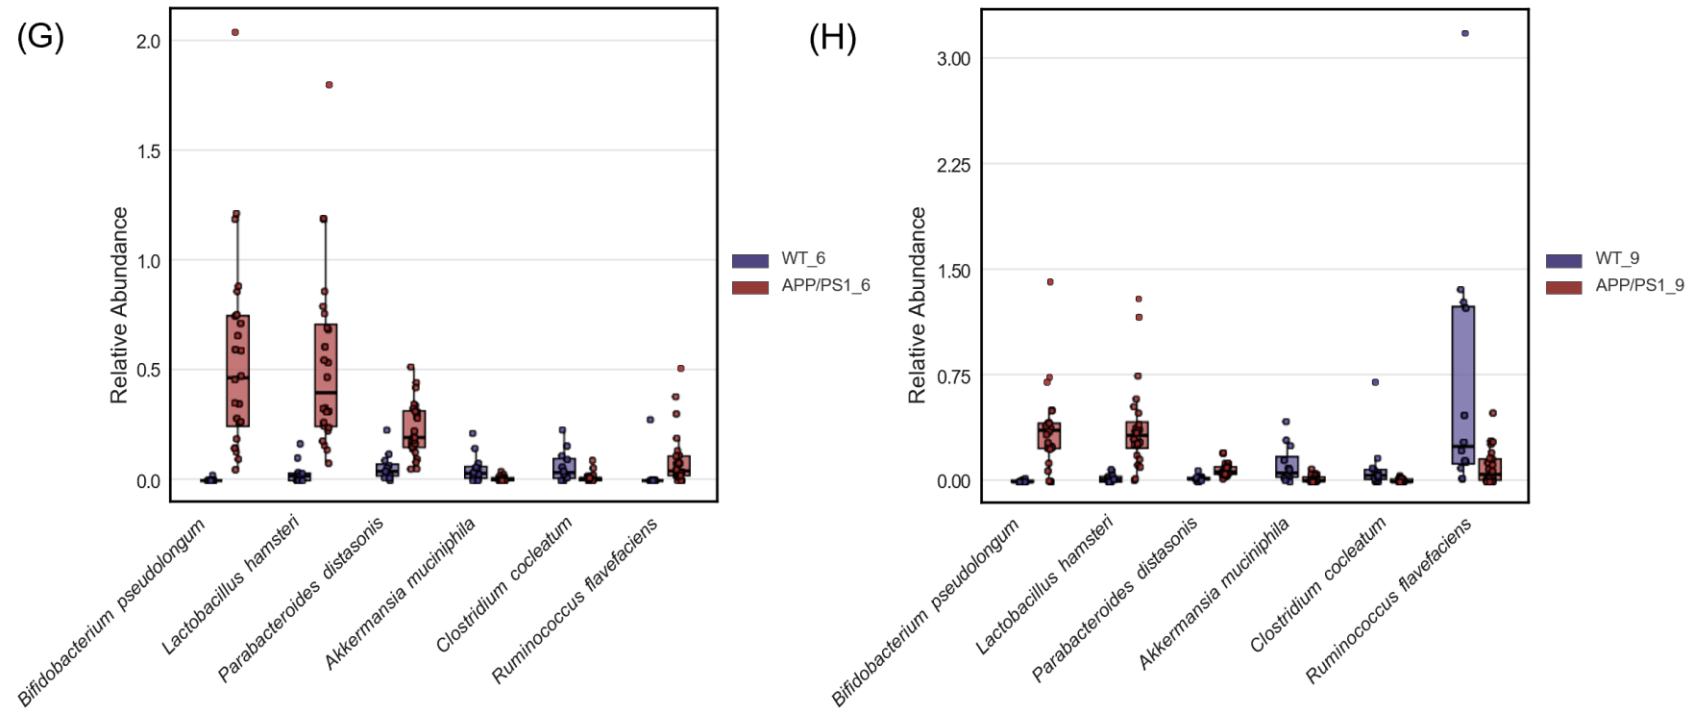 (G)
Relative Abundance
2.0
1.5
1.0
0.5
0.0
Bifidobacterium pseudolongum
Lactobacillus hamsteri
Parabacteroides distasonis
Akkermansia muciniphila
Clostridium cocleatum
Ruminococcus flavefaciens
WT_6
APP/PS1_6
(H)
Relative Abundance
3.00
2.25
1.50
0.75
0.00
Bifidobacterium pseudolongum
Lactobacillus hamsteri
Parabacteroides distasonis
Akkermansia muciniphila
Clostridium cocleatum
Ruminococcus flavefaciens
WT_9
APP/PS1_9